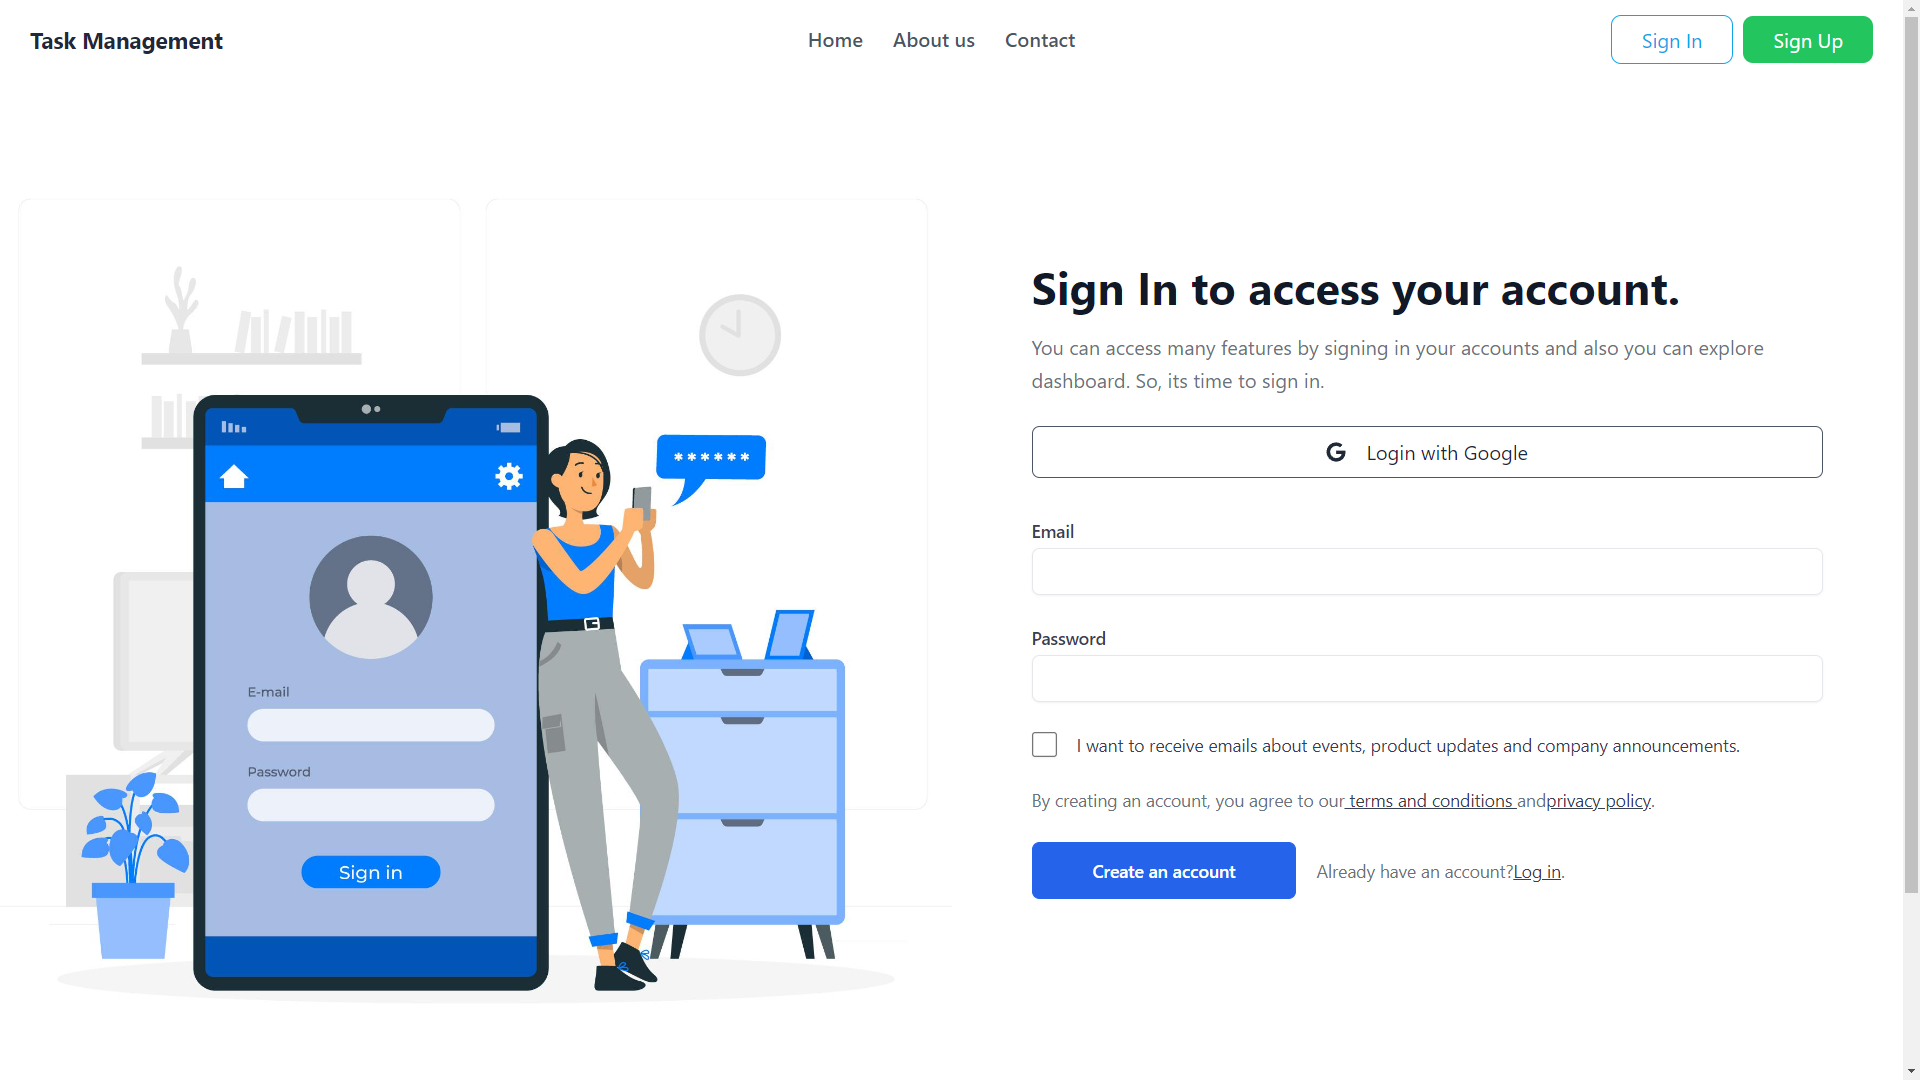 Task Management
Home
About us
Contact
Sign In
Sign Up
******
E-mail
Password
Sign in
Sign In to access your account.
You can access many features by signing in your accounts and also you can explore
dashboard. So, its time to sign in.
Login with Google
Email
Password
I want to receive emails about events, product updates and company announcements.
By creating an account, you agree to our terms and conditions andprivacy policy.
Create an account
Already have an account?Log in.